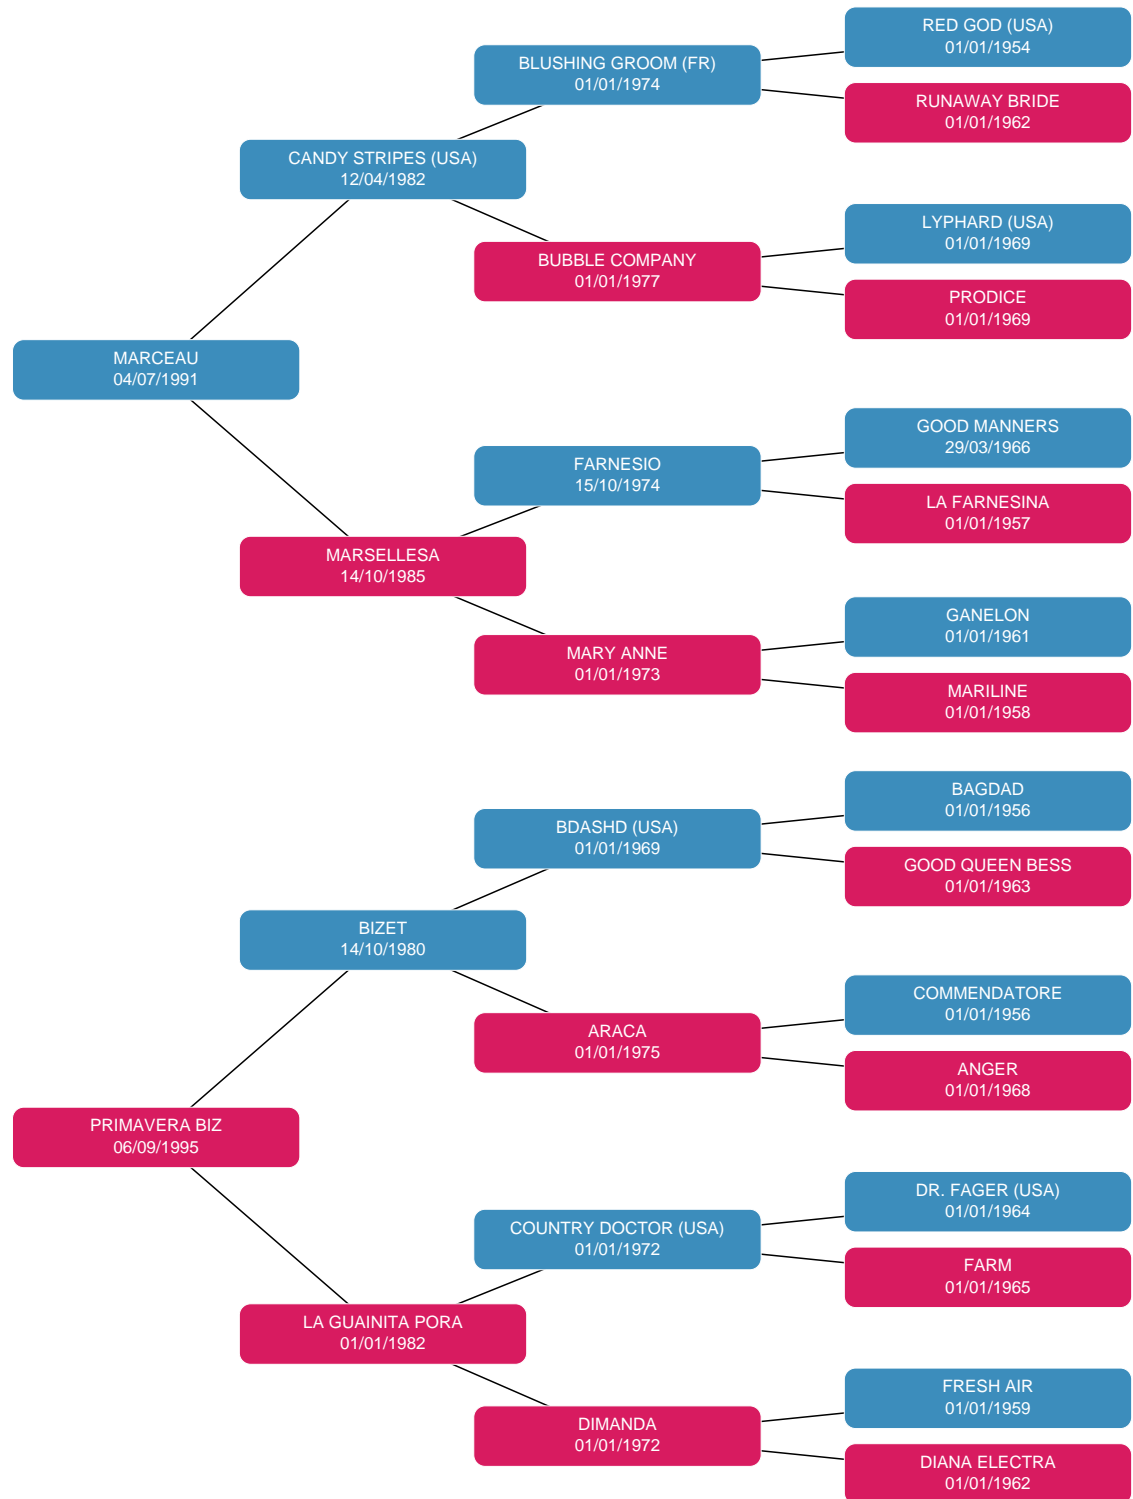 RED GOD (USA)
01/01/1954
BLUSHING GROOM (FR)
01/01/1974
RUNAWAY BRIDE
01/01/1962
CANDY STRIPES (USA)
12/04/1982
LYPHARD (USA)
01/01/1969
BUBBLE COMPANY
01/01/1977
PRODICE
01/01/1969
MARCEAU
04/07/1991
GOOD MANNERS
29/03/1966
FARNESIO
15/10/1974
LA FARNESINA
01/01/1957
MARSELLESA
14/10/1985
GANELON
01/01/1961
MARY ANNE
01/01/1973
MARILINE
01/01/1958
BAGDAD
01/01/1956
BDASHD (USA)
01/01/1969
GOOD QUEEN BESS
01/01/1963
BIZET
14/10/1980
COMMENDATORE
01/01/1956
ARACA
01/01/1975
ANGER
01/01/1968
PRIMAVERA BIZ
06/09/1995
DR. FAGER (USA)
01/01/1964
COUNTRY DOCTOR (USA)
01/01/1972
FARM
01/01/1965
LA GUAINITA PORA
01/01/1982
FRESH AIR
01/01/1959
DIMANDA
01/01/1972
DIANA ELECTRA
01/01/1962